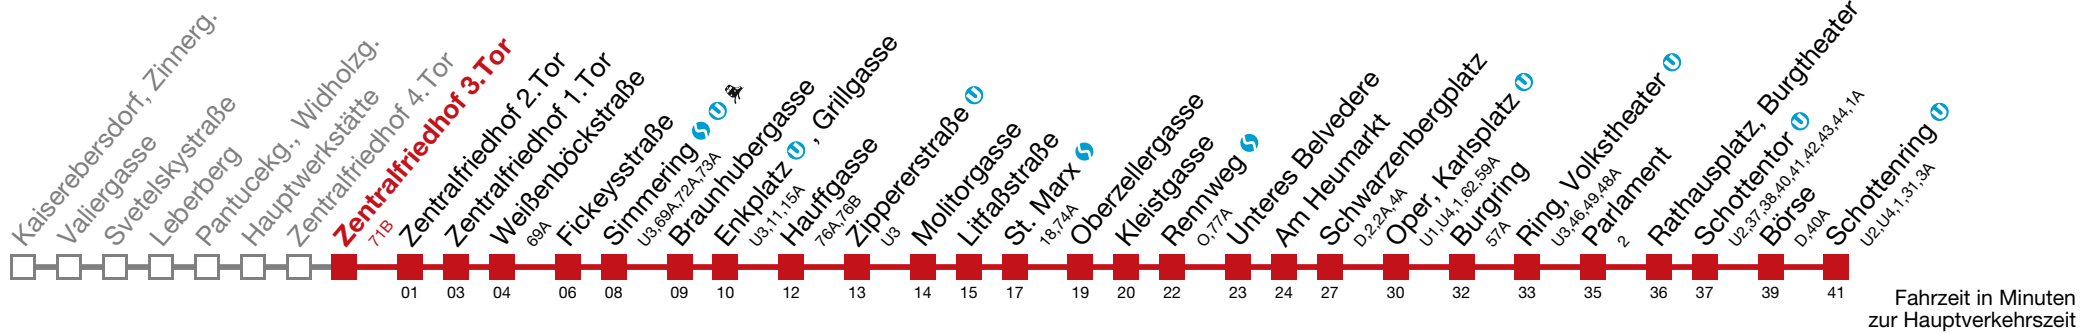 Kaiserebersdorf, Zinnerg.
Valiergasse
Svetelskystraße
Leberberg
Pantucekg., Widholzg.
Hauptwerkstätte
Zentralfriedhof 4.Tor
Zentralfriedhof 3.Tor
71B
Zentralfriedhof 2.Tor
Zentralfriedhof 1.Tor
Weißenböckstraße
69A
Fickeysstraße
Simmering S U
U3,69A,72A,73A
Braunhubergasse
Enkplatz U , Grillgasse
U3,11,15A
Hauffgasse
76A,76B
Zippererstraße U
U3
Molitorgasse
Litfaßstraße
St. Marx S
18,74A
Oberzellergasse
Kleistgasse
Rennweg S
O,77A
Unteres Belvedere
Am Heumarkt
Schwarzenbergplatz
D,2,2A,4A
Oper, Karlsplatz U
U1,U4,1,62,59A
Burgring
57A
Ring, Volkstheater U
U3,46,49,48A
Parlament
2
Rathausplatz, Burgtheater
Schottentor U
U2,37,38,40,41,42,43,44,1A
Börse
D,40A
Schottenring U
U2,U4,1,31,3A
01 03 04 06 08 09 10 12 13 14 15 17 19 20 22 23 24 27 30 32 33 35 36 37 39 41
Fahrzeit in Minuten
zur Hauptverkehrszeit